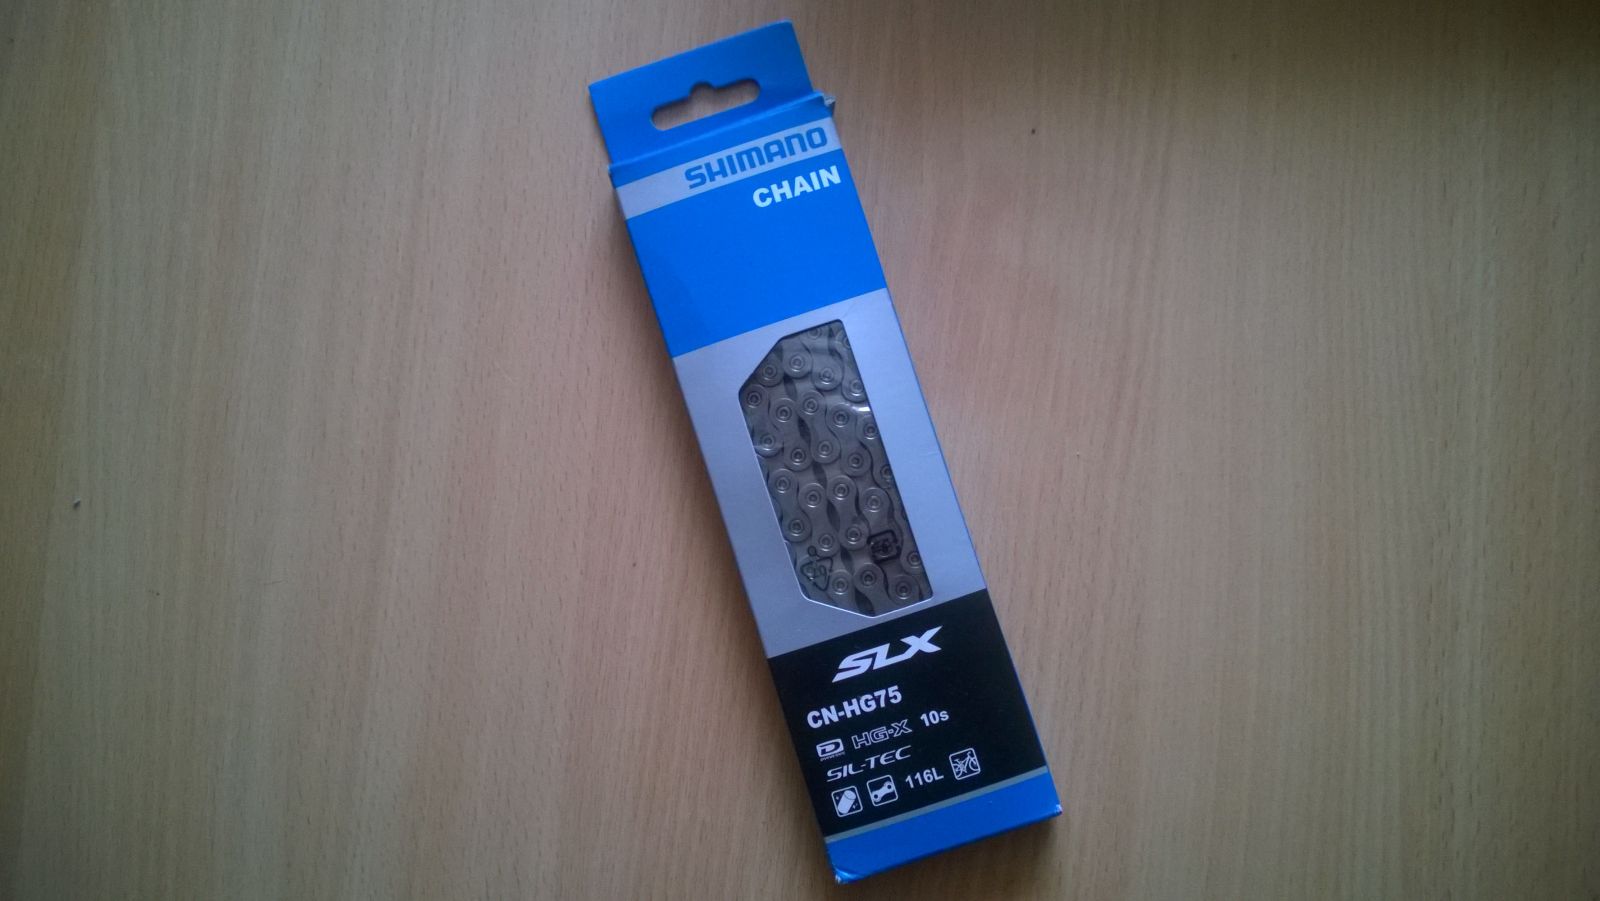 SHIMANO
CHAIN
SLX
CN-HG75
HG-X 10s
SIL-TEC
116L